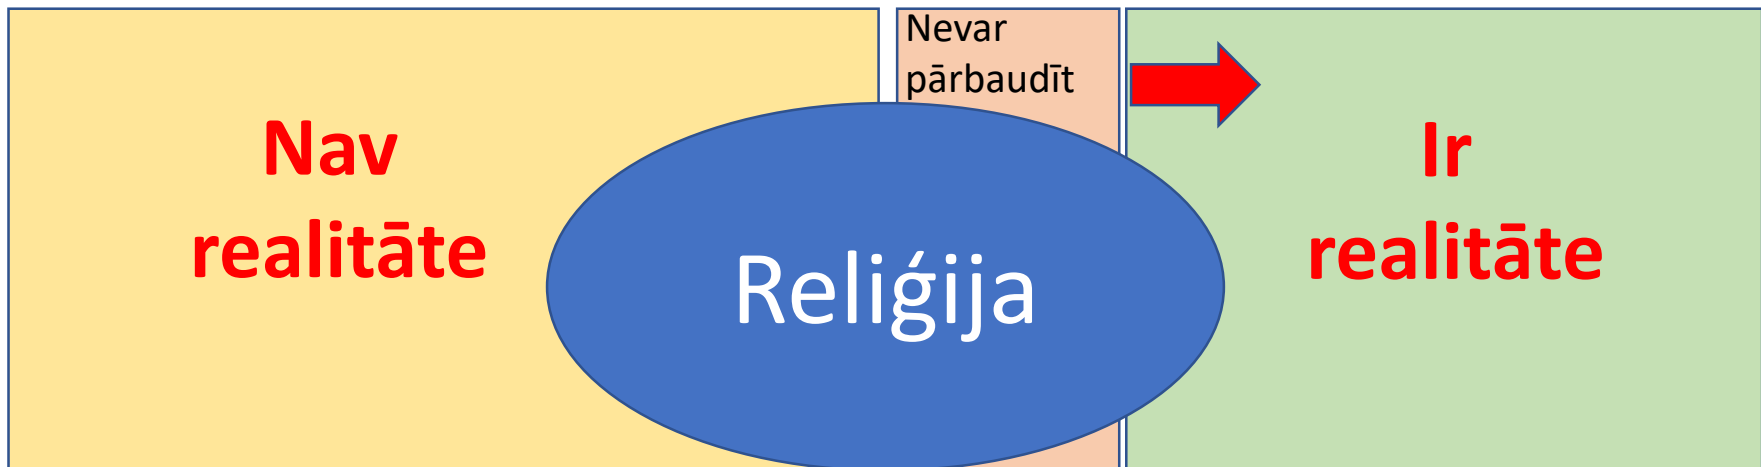 Nevar
pārbaudīt
Nav
realitāte
Ir
realitāte
Reliģija